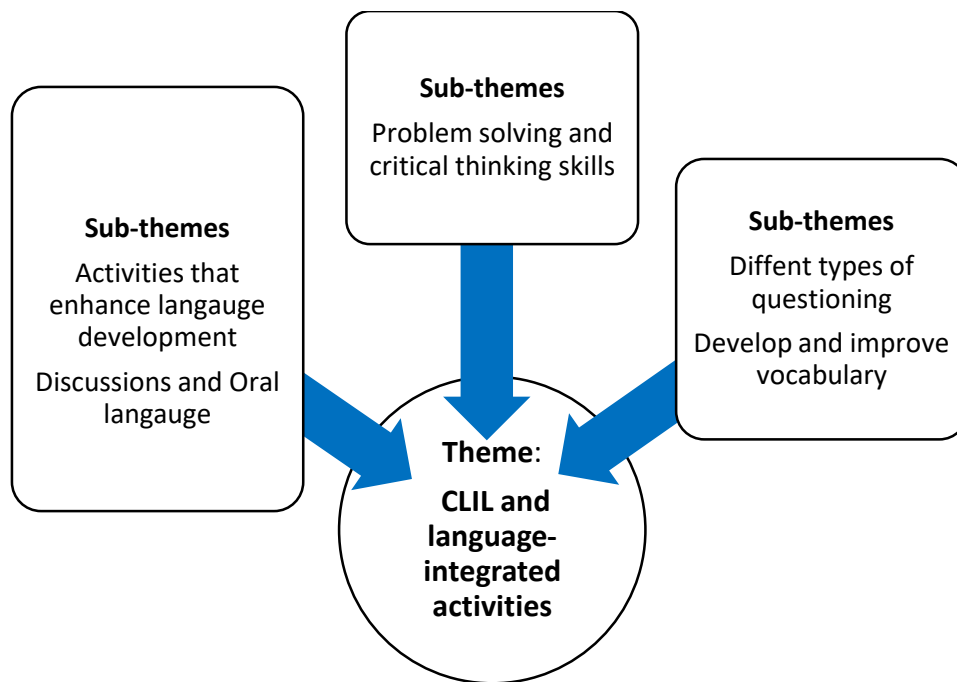 Sub-themes
Activities that
enhance langauge
development
Discussions and Oral
langauge
Sub-themes
Problem solving and
critical thinking skills
Sub-themes
Diffent types of
questioning
Develop and improve
vocabulary
Theme:
CLIL and
language-
integrated
activities